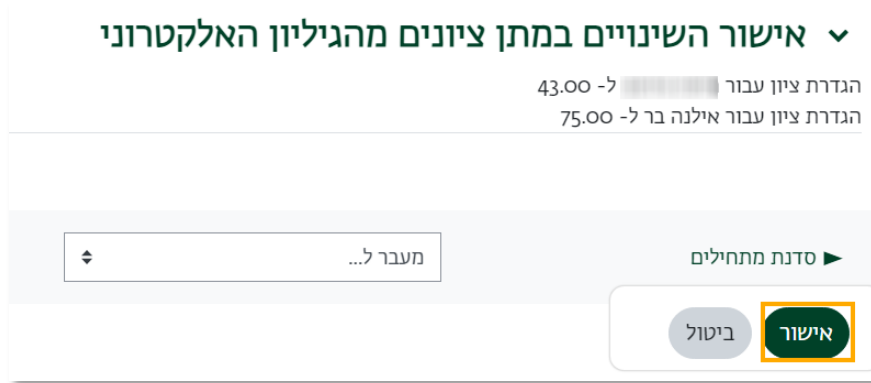 אישור השינויים במתן ציונים מהגיליון האלקטרוני
הגדרת ציון עבור ל- 43.00
הגדרת ציון עבור אילנה בר ל- 75.00
סדנת מתחילים
מעבר ל...
אישור
ביטול